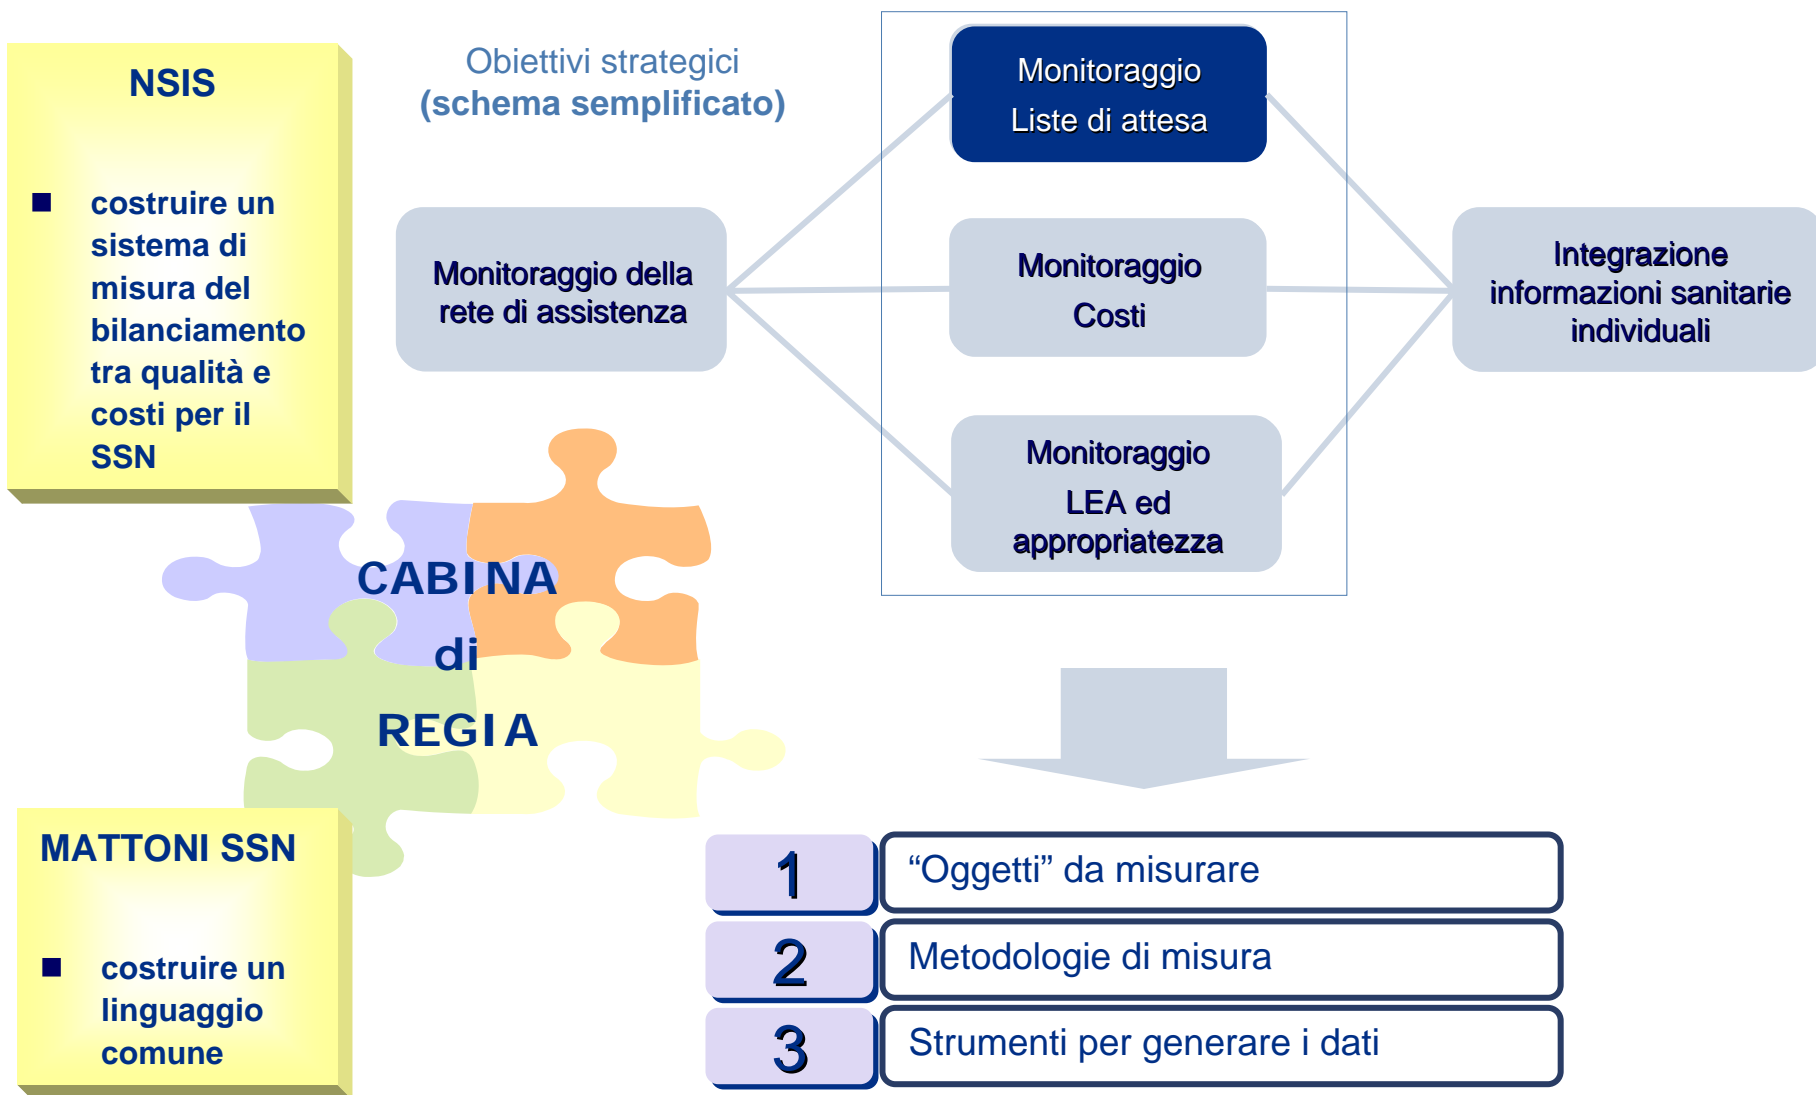 NSIS
costruire un
sistema di
misura del
bilanciamento
tra qualità e
costi per il
SSN
Obiettivi strategici
(schema semplificato)
Monitoraggio della
rete di assistenza
Monitoraggio
Liste di attesa
Monitoraggio
Costi
Monitoraggio
LEA ed
appropriatezza
Integrazione
informazioni sanitarie
individuali
CABINA
di
REGIA
MATTONI SSN
costruire un
linguaggio
comune
1 “Oggetti” da misurare
2 Metodologie di misura
3 Strumenti per generare i dati